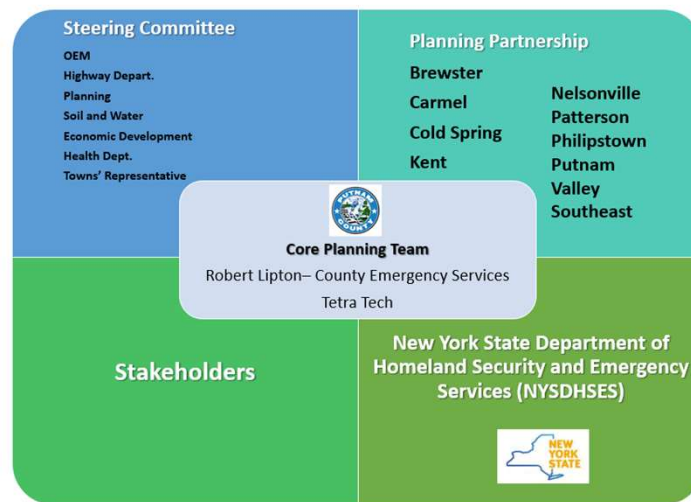 Steering Committee
OEM
Highway Depart.
Planning
Soil and Water
Economic Development
Health Dept.
Towns' Representative
Planning Partnership
Brewster
Carmel
Cold Spring
Kent
Nelsonville
Patterson
Philipstown
Putnam
Valley
Southeast
PUTNAM
COUNTY
Core Planning Team
Robert Lipton– County Emergency Services
Tetra Tech
Stakeholders
New York State Department of
Homeland Security and Emergency
Services (NYSDHSES)
NEW
YORK
STATE